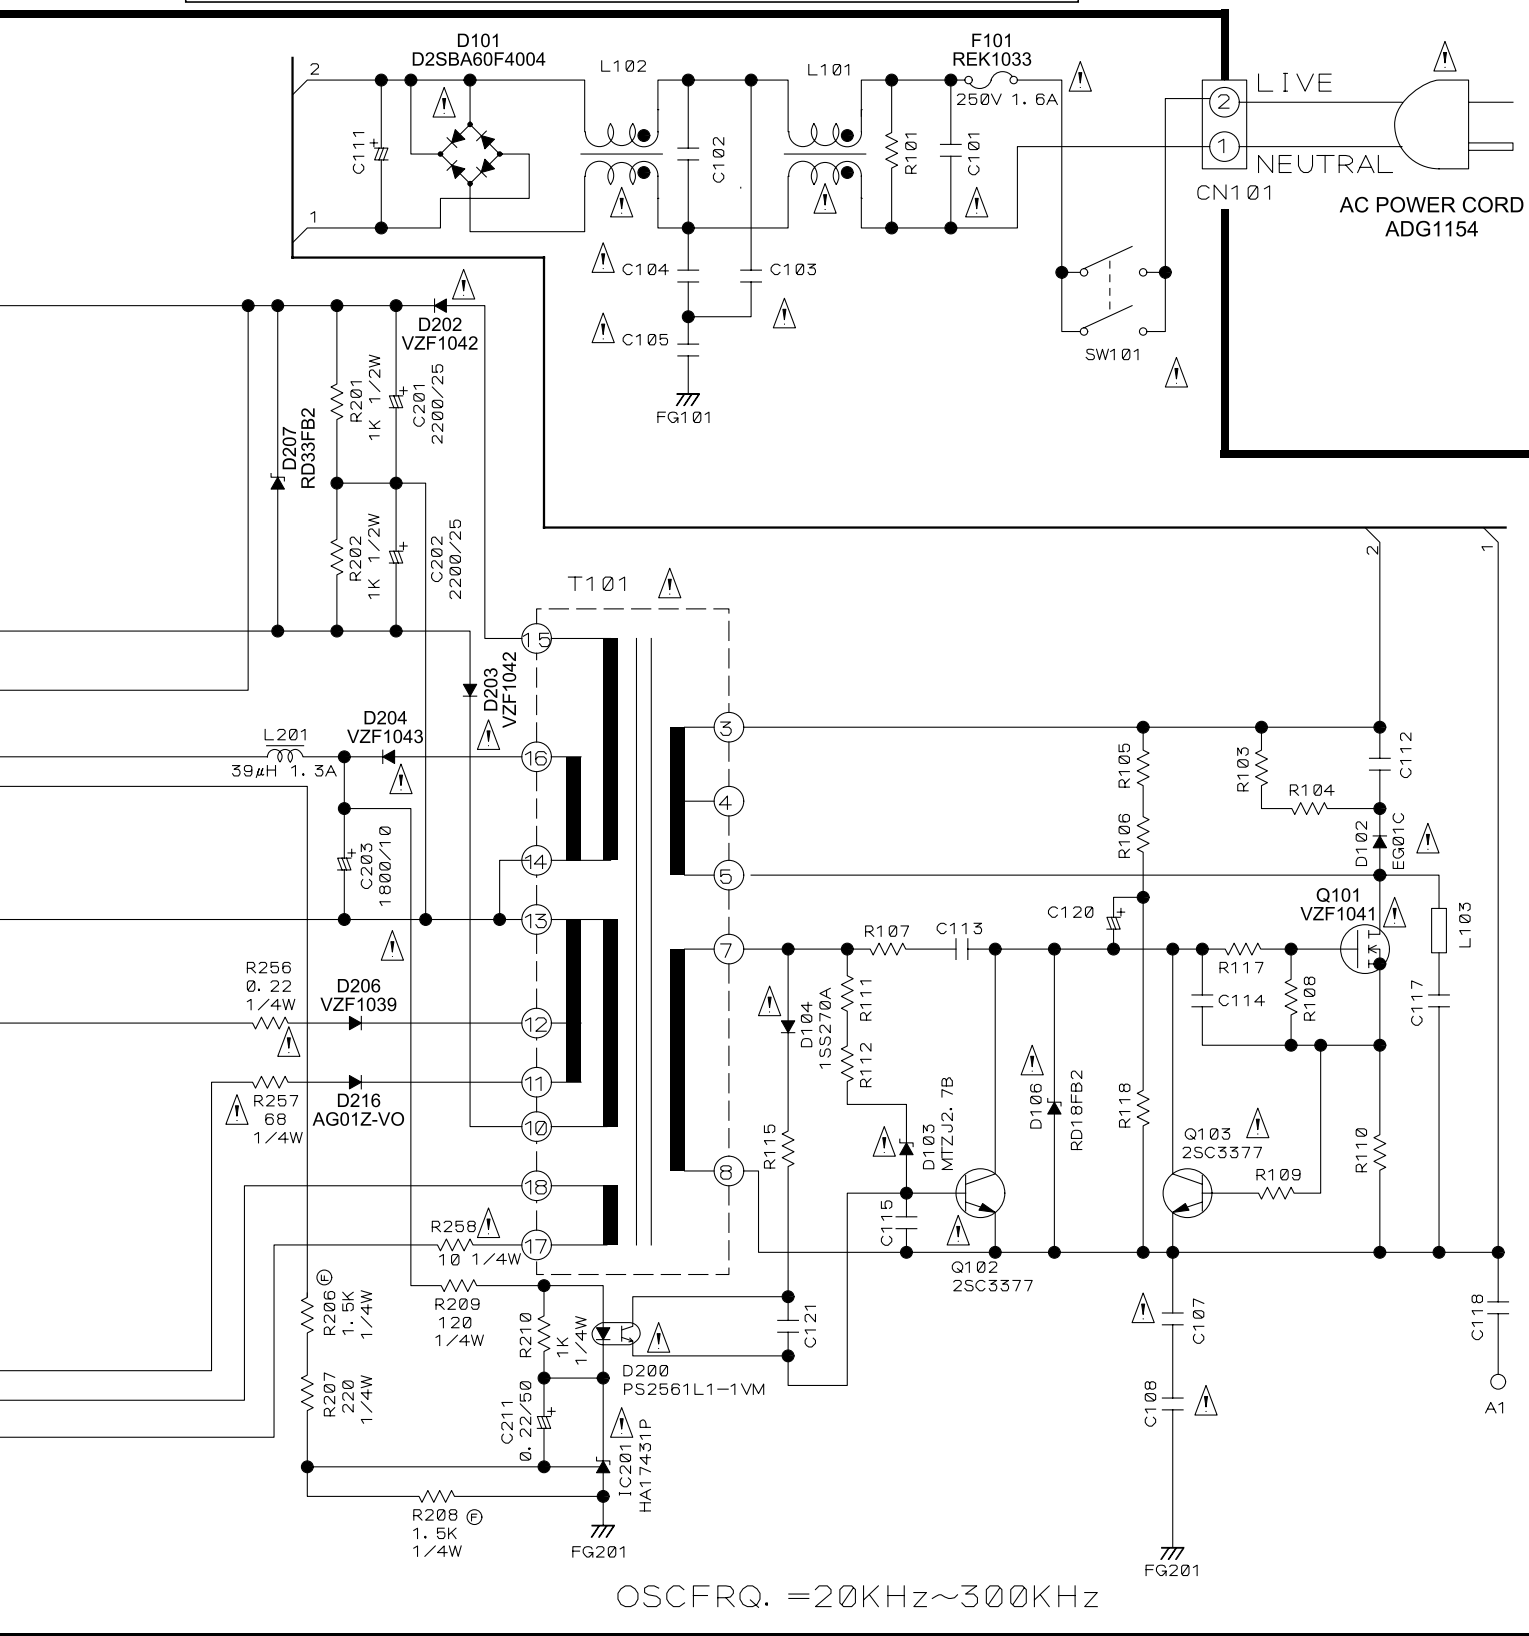 D101
D2SBA60F4004
L102
L101
F101
REK1033
250V 1.6A
LIVE
NEUTRAL
2
1
CN101
AC POWER CORD
ADG1154
2
1
C111
C102
R101
C101
C104
C103
C105
FG101
SW101
D202
VZF1042
R201
1K 1/2W
C201
2200/25
D207
RD33FB2
R202
1K 1/2W
C202
2200/25
2
1
T101
15
D203
VZF1042
D204
VZF1043
L201
39μH 1.3A
16
3
4
5
R105
R103
R104
C112
R106
D102
EG01C
C203
1800/10
14
13
C120
Q101
VZF1041
L103
7
R107
C113
R117
C114
R108
C117
R256
0.22
1/4W
D206
VZF1039
12
D104
1SS270A
R111
R112
D106
RD18FB2
R118
11
R257
68
1/4W
D216
AG01Z-VO
10
R115
D103
MTZJ2.7B
Q103
2SC3377
R109
R110
8
18
C115
R258
10 1/4W
17
Q102
2SC3377
R206 F
1.5K
1/4W
R209
120
1/4W
R210
1K
1/4W
C121
C107
C118
D200
PS2561L1-1VM
R207
220
1/4W
C211
0.22/50
C108
A1
IC201
HA17431P
R208 F
1.5K
1/4W
FG201
FG201
OSCFRQ. =20KHz~300KHz